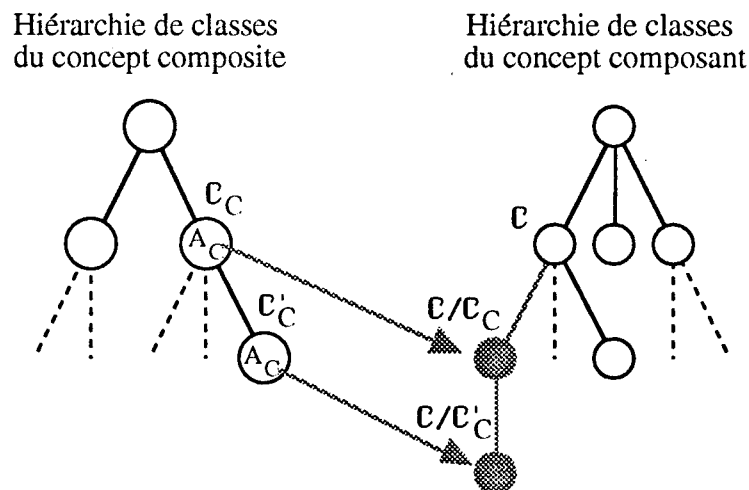 Hiérarchie de classes
du concept composite
Hiérarchie de classes
du concept composant
C_C
C
A_C
C'_C
C/C_C
A_C
C/C'_C